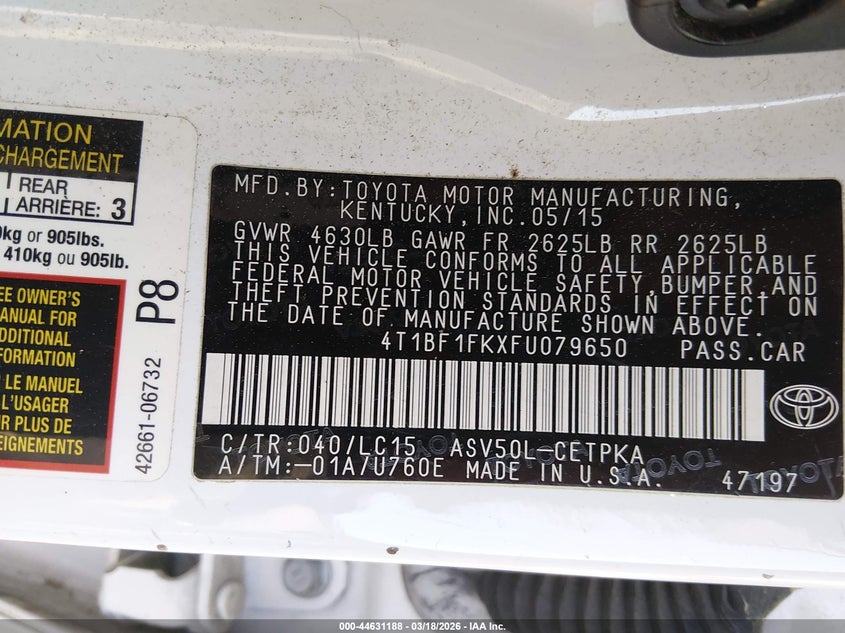 MATION
CHARGEMENT
REAR
ARRIÈRE: 3
kg or 905lbs.
410kg ou 905lb.
EE OWNER'S
MANUAL FOR
ADDITIONAL
FORMATION
LE MANUEL
L'USAGER
PLUS DE
SEIGNEMENTS
42661-06732 P8
MFD.BY:TOYOTA MOTOR MANUFACTURING,
KENTUCKY,INC.05/15
GVWR 4630LB GAWR FR 2625LB RR 2625LB
THIS VEHICLE CONFORMS TO ALL APPLICABLE
FEDERAL MOTOR VEHICLE SAFETY,BUMPER,AND
THEFT PREVENTION STANDARDS IN EFFECT ON
THE DATE OF MANUFACTURE SHOWN ABOVE.
4T1BF1FKXFU079650 PASS.CAR
C/TR:040/LC15 ASV50L-CETPKA
A/TM:-01A/U760E MADE IN U.S.A. 47197
000-44631188 - 03/18/2026 - IAA Inc.